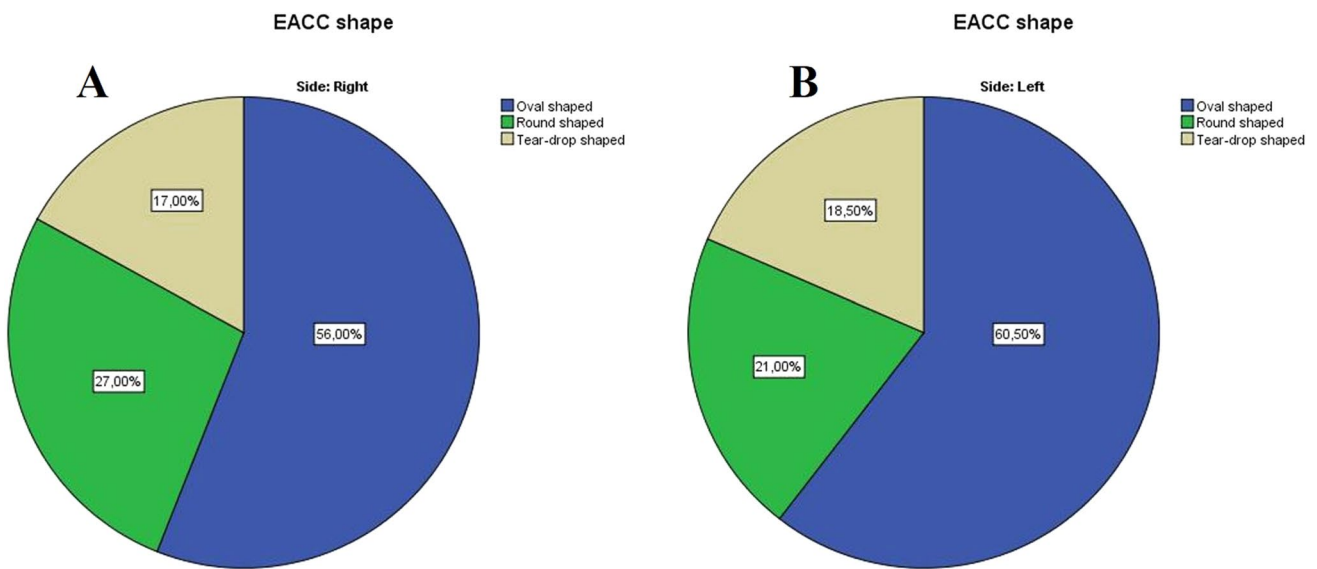 EACC shape
A
Side: Right
Oval shaped
Round shaped
Tear-drop shaped
17,00%
56,00%
27,00%
EACC shape
B
Side: Left
Oval shaped
Round shaped
Tear-drop shaped
18,50%
60,50%
21,00%